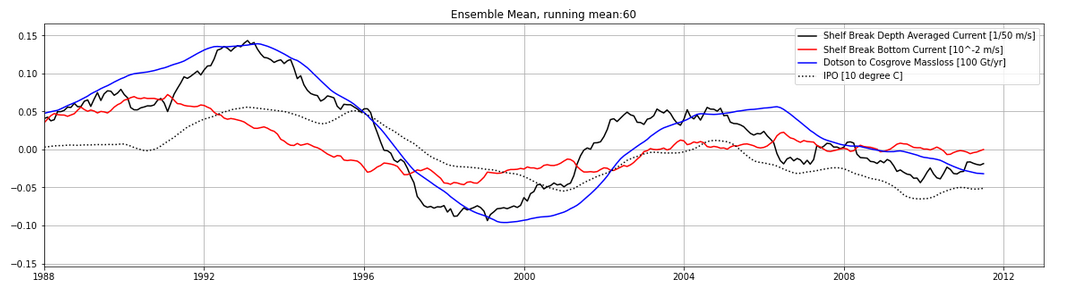 Ensemble Mean, running mean:60
Shelf Break Depth Averaged Current [1/50 m/s]
Shelf Break Bottom Current [10^-2 m/s]
Dotson to Cosgrove Massloss [100 Gt/yr]
IPO [10 degree C]
0.15
0.10
0.05
0.00
−0.05
−0.10
−0.15
1988 1992 1996 2000 2004 2008 2012